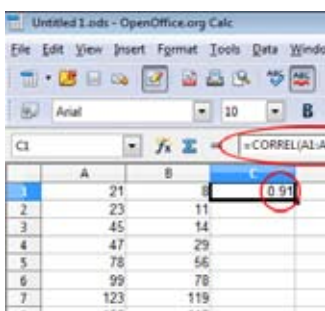 Untitled1.ods - OpenOffice.org Calc
File Edit View Insert Format Tools Data Windo
Arial 10 B
C1 = =CORREL(A1:A
A B C
1 21 8 0.91
2 23 11
3 45 14
4 47 29
5 78 56
6 99 78
7 123 119